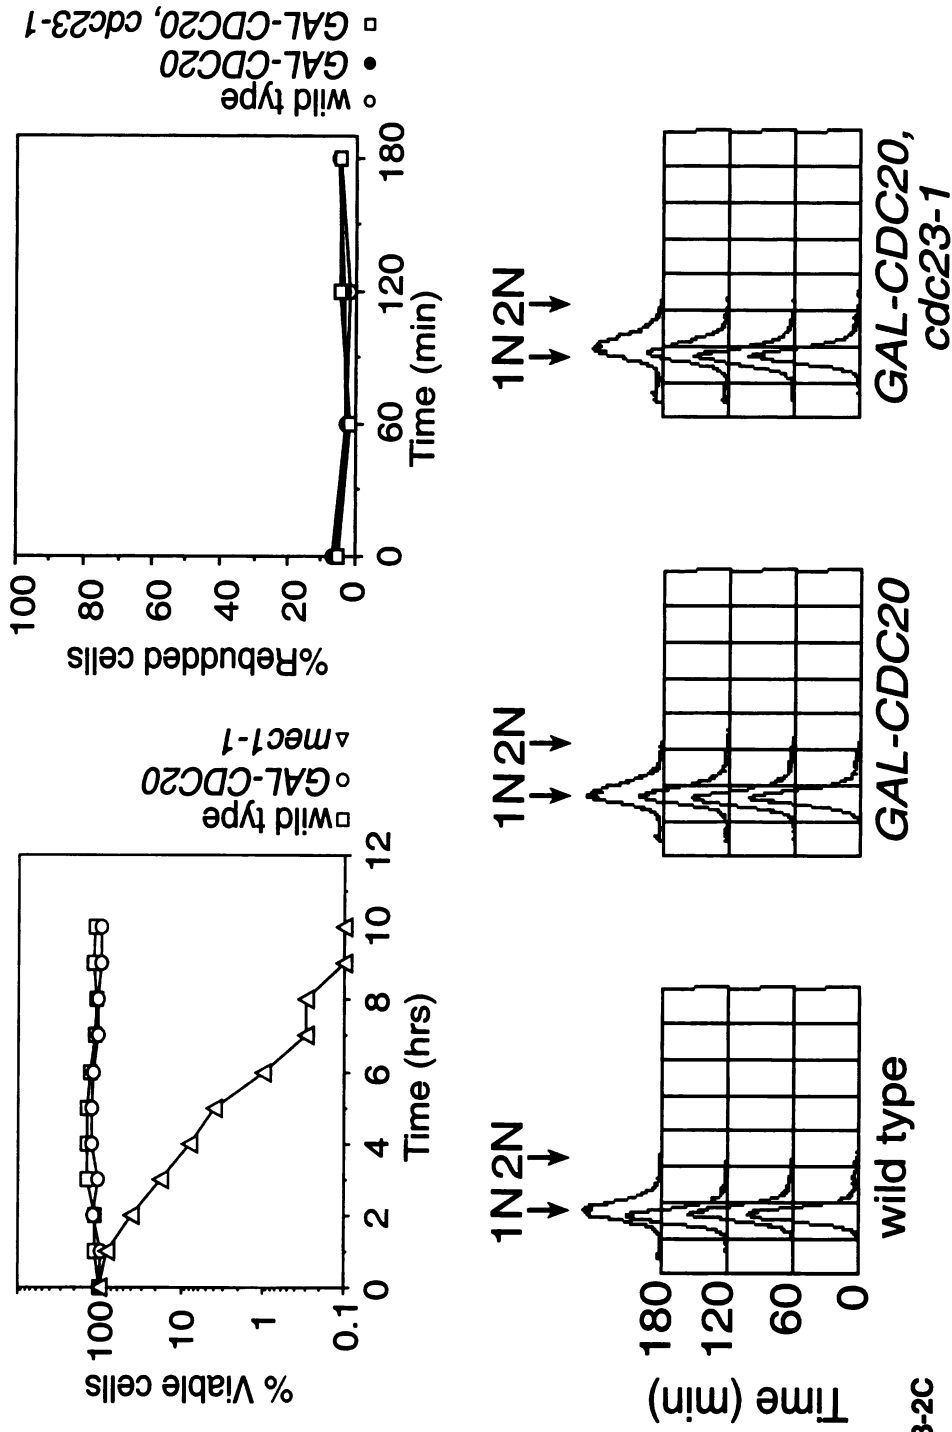 □ wild type
○ GAL-CDC20
△ mec1-1
% Viable cells
100
10
1
0.1
0 2 4 6 8 10 12
Time (hrs)
○ wild type
● GAL-CDC20
□ GAL-CDC20, cdc23-1
%Rebudded cells
100
80
60
40
20
0
0 60 120 180
Time (min)
Time (min)
180
120
60
0
1N 2N
wild type
1N 2N
GAL-CDC20
1N 2N
GAL-CDC20,
cdc23-1
3-2C